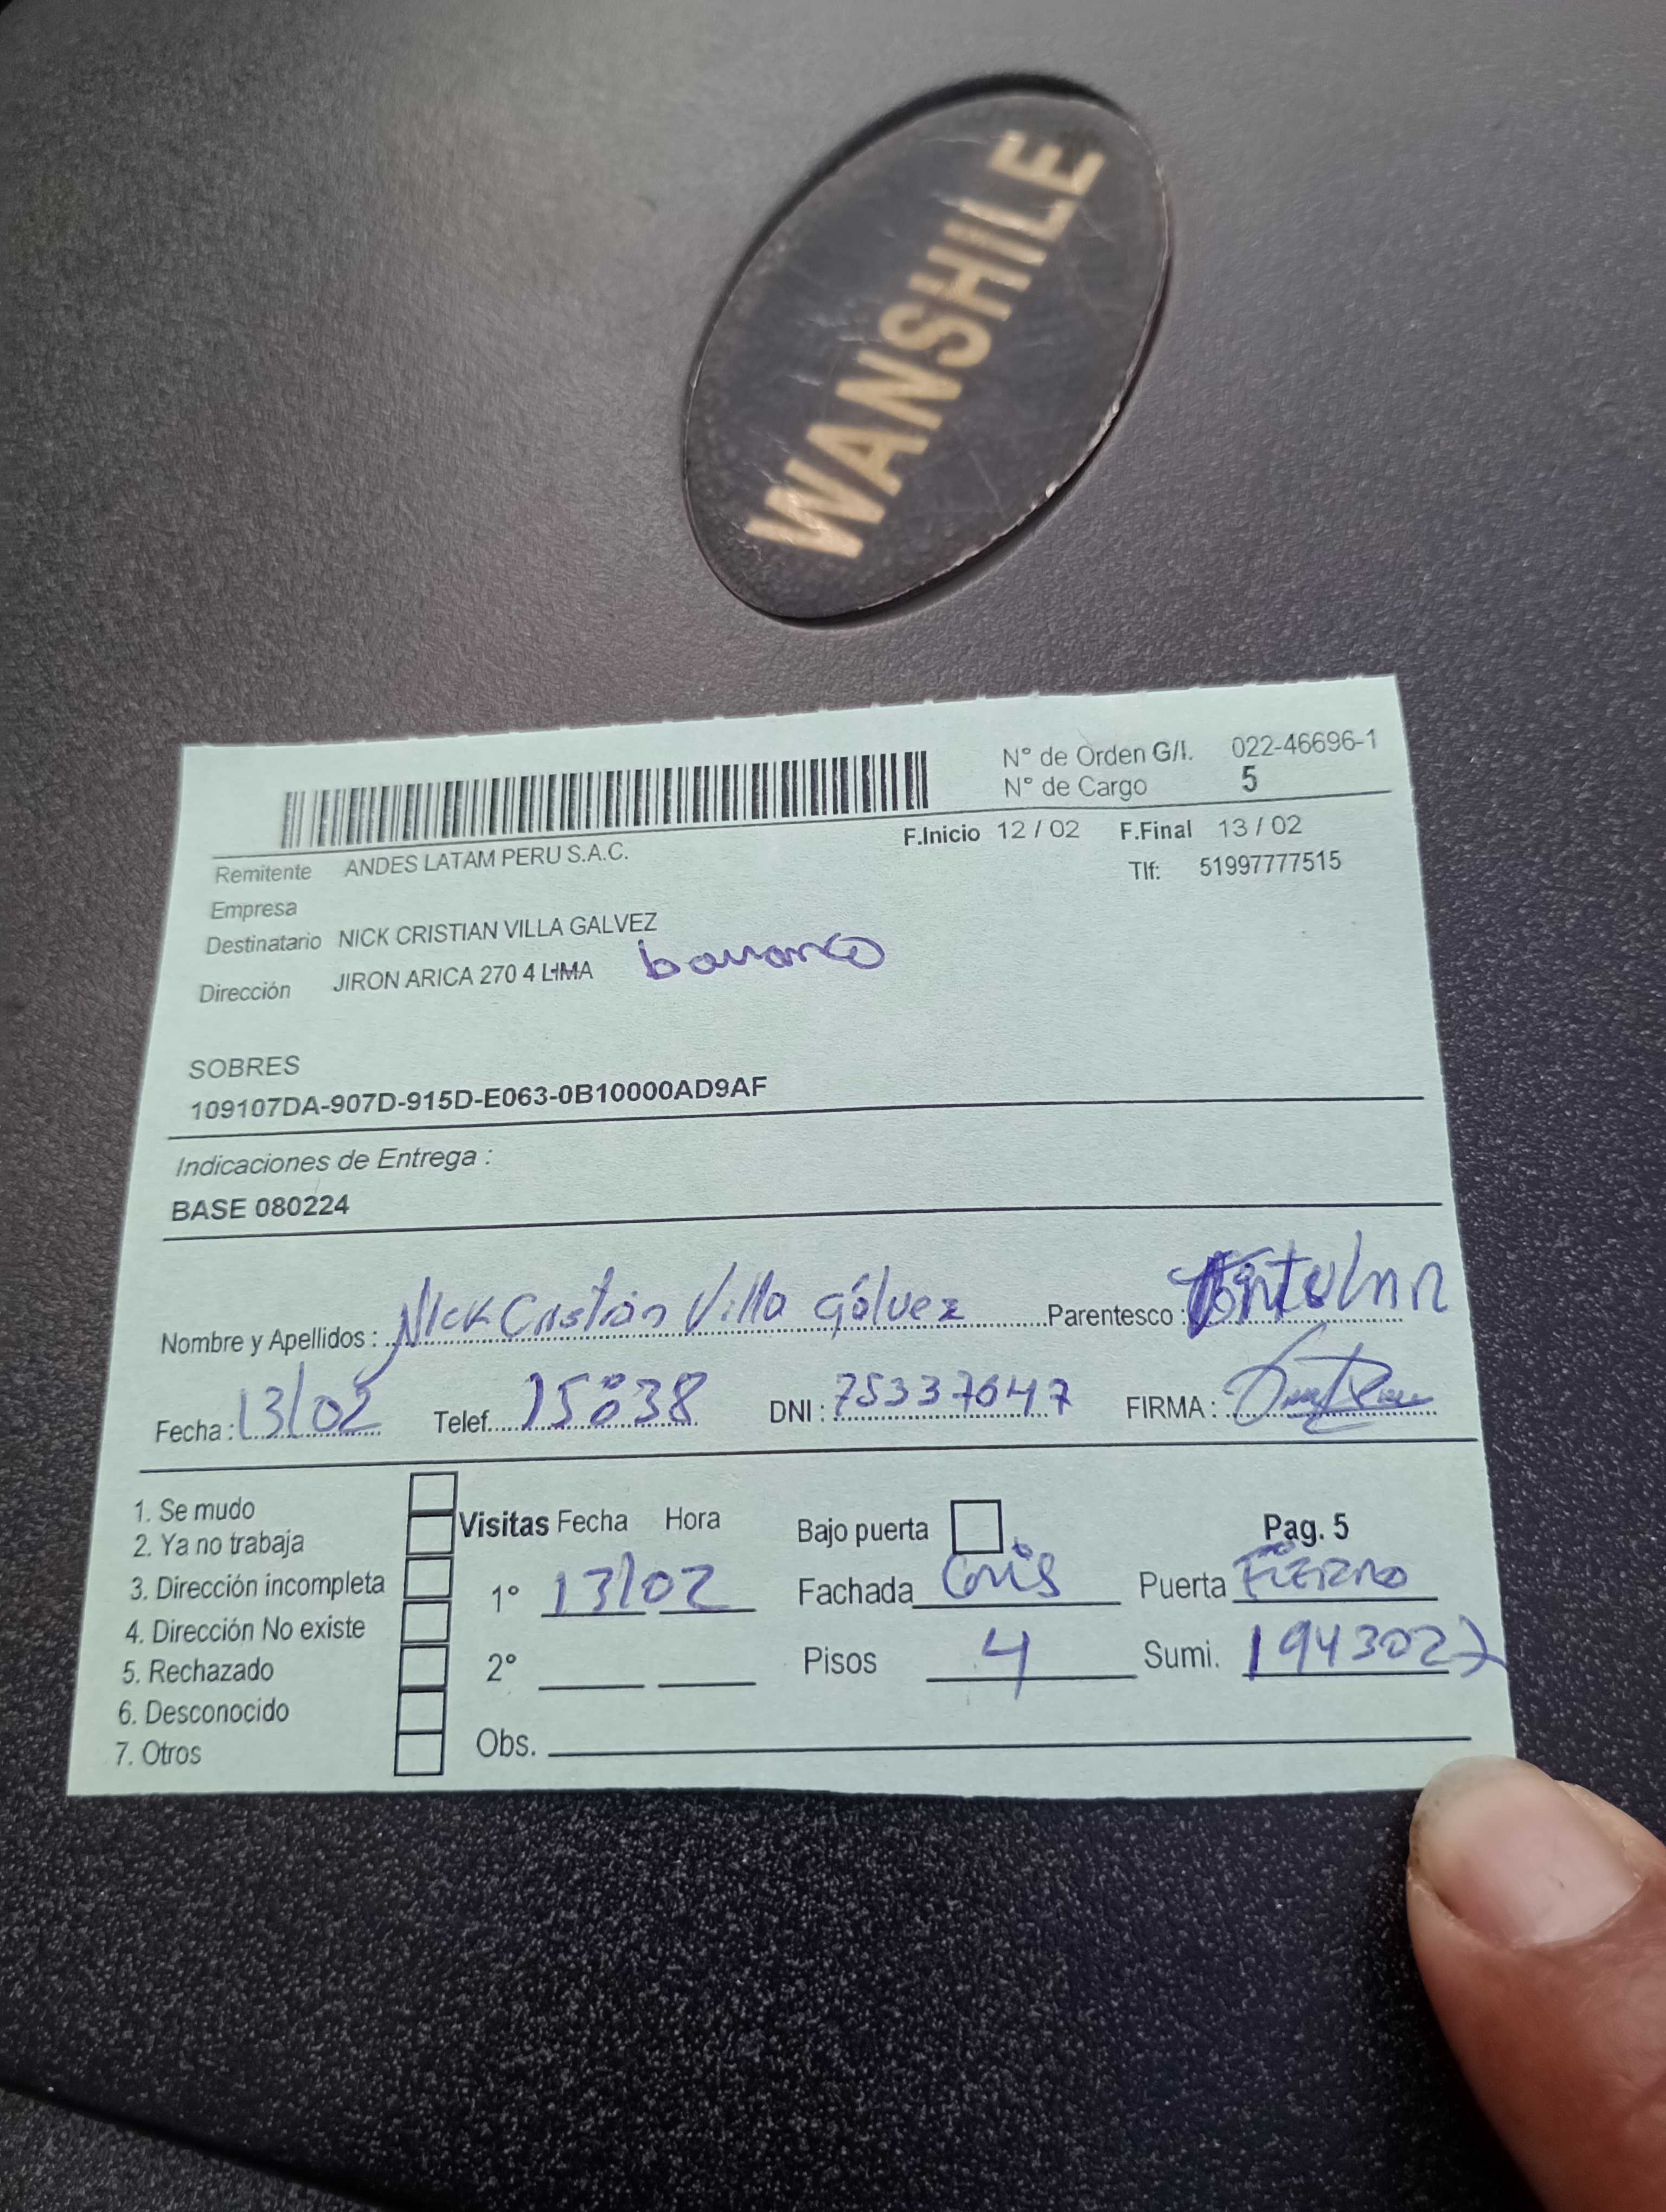 WANSHILE
N° de Orden G/I. 022-46696-1
N° de Cargo 5
F.Inicio 12 / 02 F.Final 13 / 02
Remitente ANDES LATAM PERU S.A.C.
Tlf: 51997777515
Empresa
Destinatario NICK CRISTIAN VILLA GALVEZ
Dirección JIRON ARICA 270 4 LIMA barranco
SOBRES
109107DA-907D-915D-E063-0B10000AD9AF
Indicaciones de Entrega :
BASE 080224
Nombre y Apellidos : Nick Cristian Villa Gálvez Parentesco :
Fecha : 13/02 Telef. 15:38 DNI : 75337647 FIRMA :
1. Se mudo
2. Ya no trabaja
3. Dirección incompleta
4. Dirección No existe
5. Rechazado
6. Desconocido
7. Otros
Visitas Fecha Hora
1° 13/02
2°
Bajo puerta
Fachada Gris
Pisos 4
Pag. 5
Puerta Fierro
Sumi. 1943027
Obs.